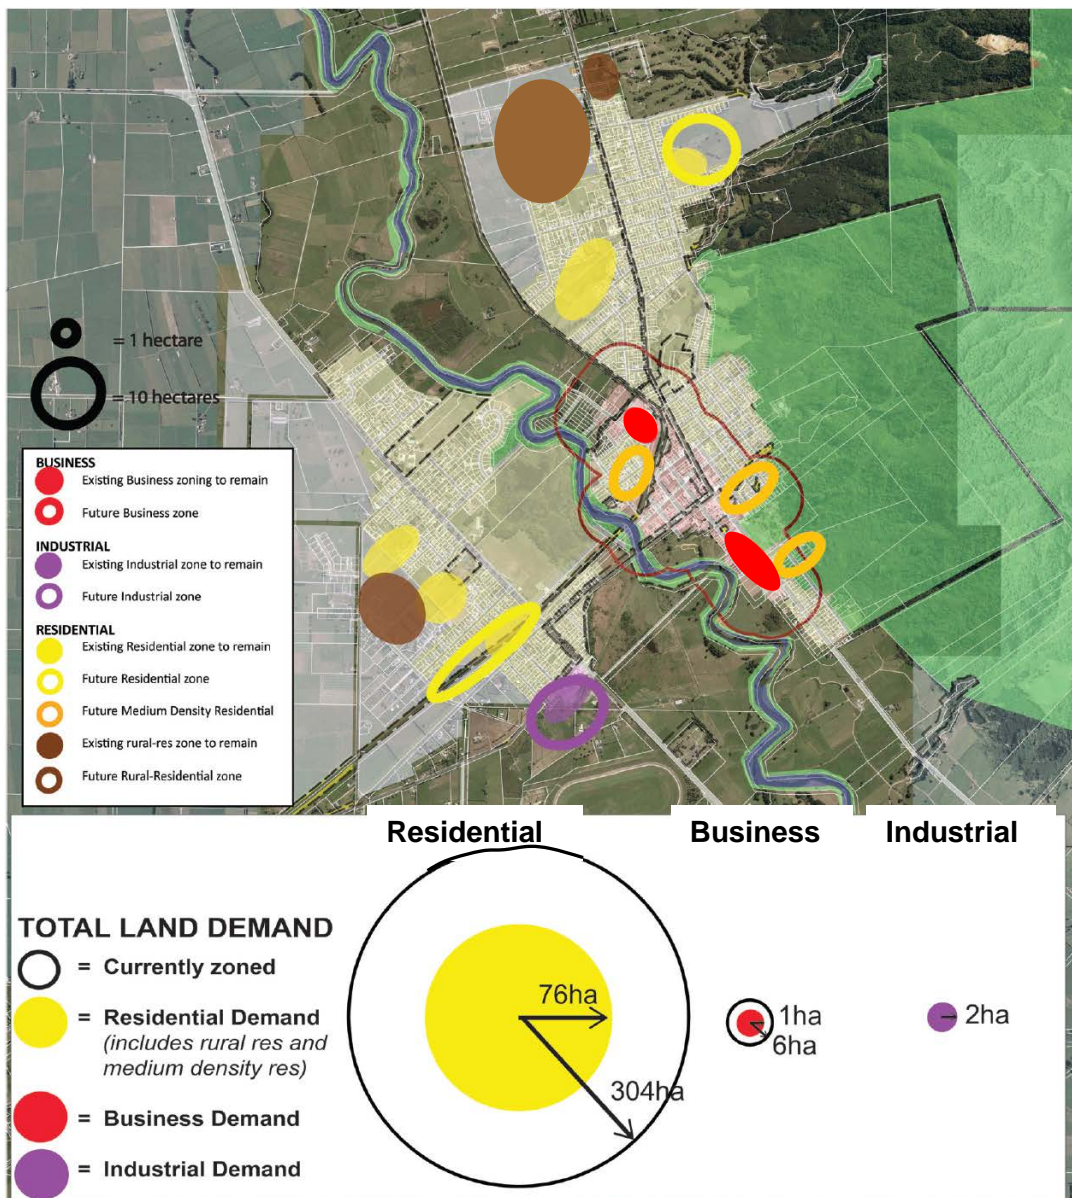 = 1 hectare
= 10 hectares
BUSINESS
Existing Business zoning to remain
Future Business zone
INDUSTRIAL
Existing Industrial zone to remain
Future Industrial zone
RESIDENTIAL
Existing Residential zone to remain
Future Residential zone
Future Medium Density Residential
Existing rural-res zone to remain
Future Rural-Residential zone
Residential Business Industrial
TOTAL LAND DEMAND
= Currently zoned
= Residential Demand
(includes rural res and
medium density res)
= Business Demand
= Industrial Demand
76ha
304ha
1ha
6ha
2ha